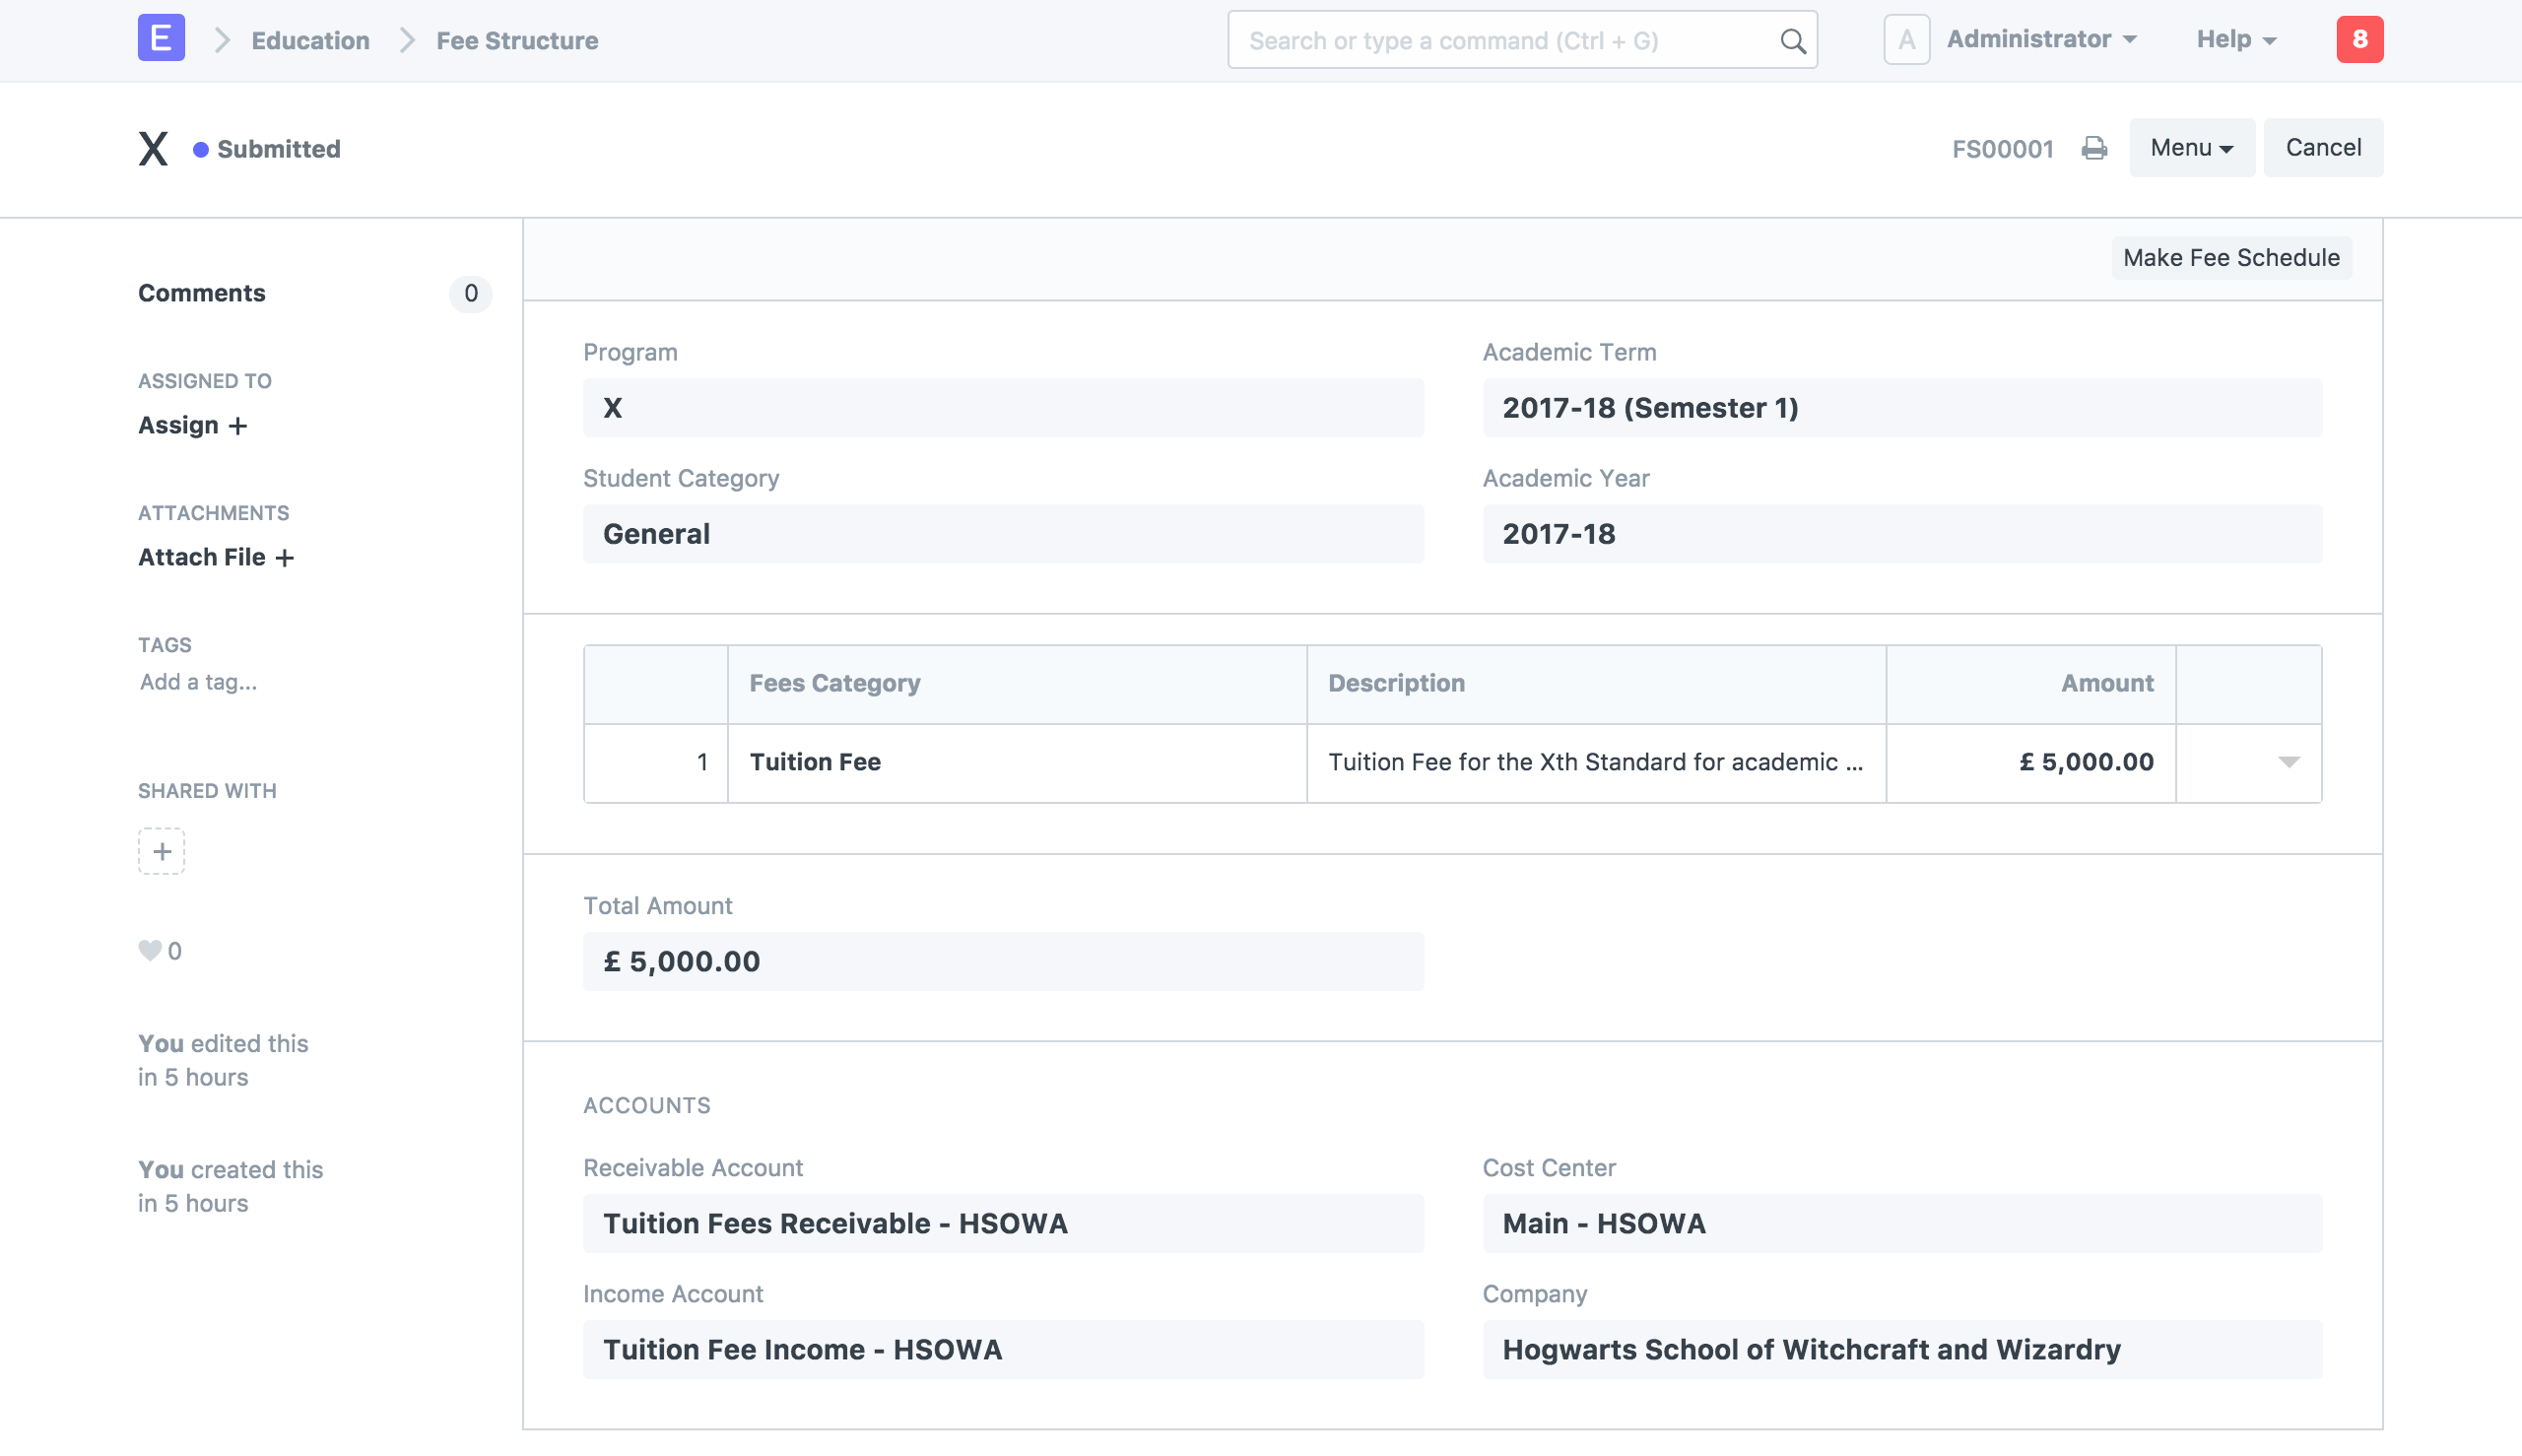 E Education Fee Structure Search or type a command (Ctrl + G) A Administrator Help 8
X Submitted FS00001 Menu Cancel
Make Fee Schedule
Comments 0
ASSIGNED TO
Assign +
ATTACHMENTS
Attach File +
TAGS
Add a tag...
SHARED WITH
+
0
You edited this
in 5 hours
You created this
in 5 hours
Program Academic Term
X 2017-18 (Semester 1)
Student Category Academic Year
General 2017-18
Fees Category Description Amount
1 Tuition Fee Tuition Fee for the Xth Standard for academic ... £ 5,000.00
Total Amount
£ 5,000.00
ACCOUNTS
Receivable Account Cost Center
Tuition Fees Receivable - HSOWA Main - HSOWA
Income Account Company
Tuition Fee Income - HSOWA Hogwarts School of Witchcraft and Wizardry